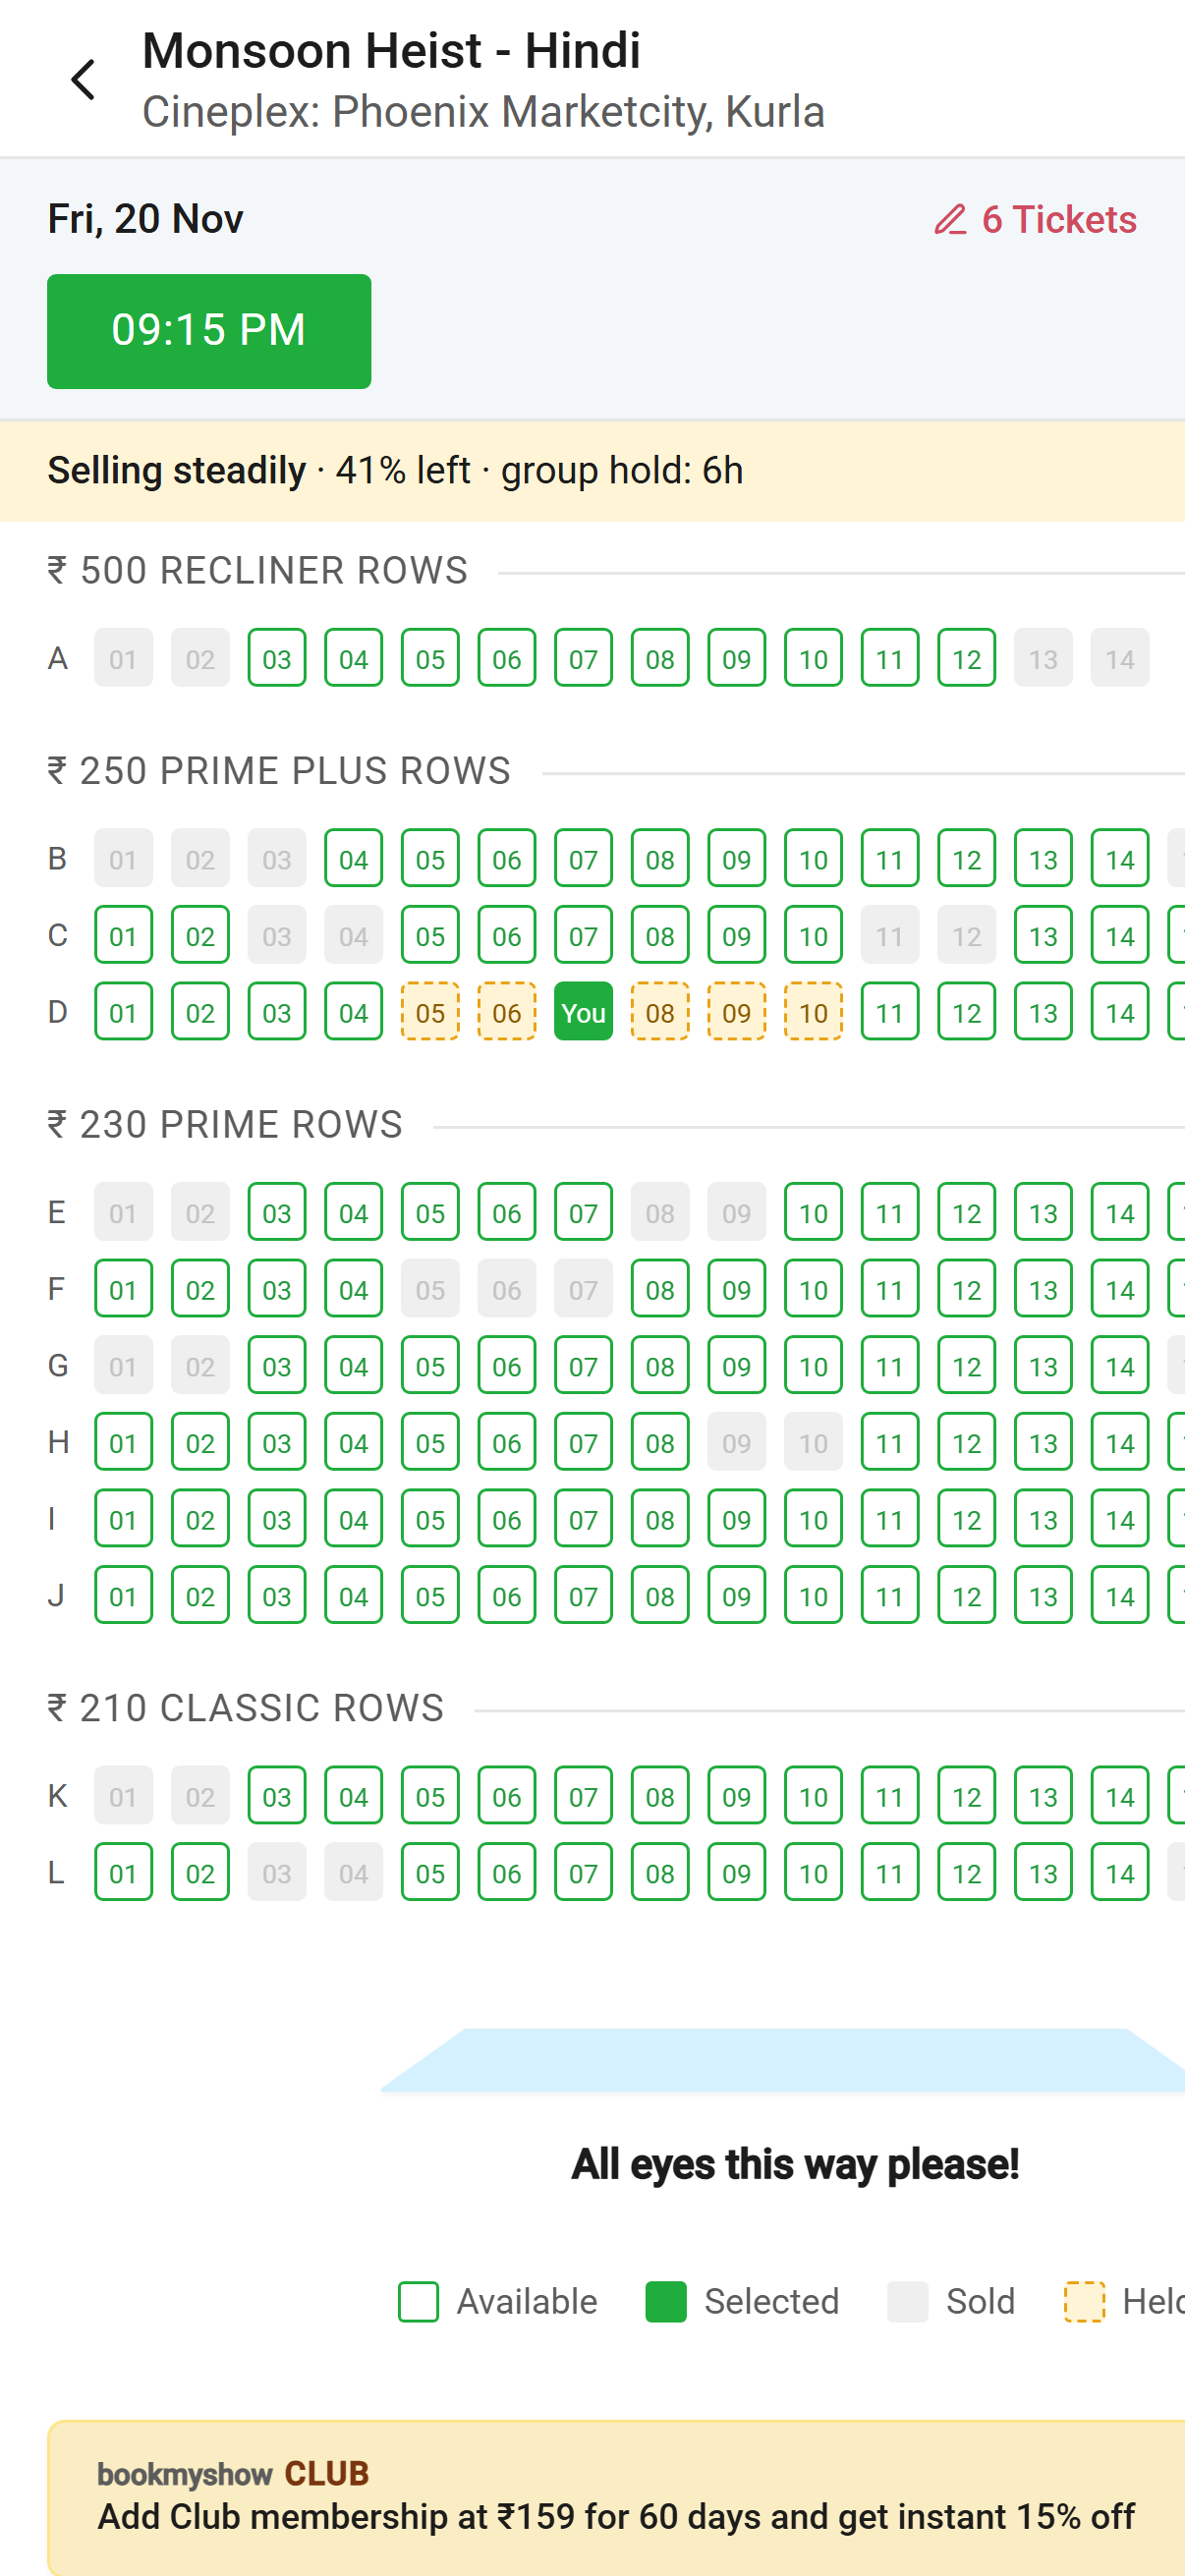 Monsoon Heist - Hindi
Cineplex: Phoenix Marketcity, Kurla
Fri, 20 Nov 6 Tickets
09:15 PM
Selling steadily · 41% left · group hold: 6h
₹ 500 RECLINER ROWS
A 01 02 03 04 05 06 07 08 09 10 11 12 13 14
₹ 250 PRIME PLUS ROWS
B 01 02 03 04 05 06 07 08 09 10 11 12 13 14
C 01 02 03 04 05 06 07 08 09 10 11 12 13 14
D 01 02 03 04 05 06 You 08 09 10 11 12 13 14
₹ 230 PRIME ROWS
E 01 02 03 04 05 06 07 08 09 10 11 12 13 14
F 01 02 03 04 05 06 07 08 09 10 11 12 13 14
G 01 02 03 04 05 06 07 08 09 10 11 12 13 14
H 01 02 03 04 05 06 07 08 09 10 11 12 13 14
I 01 02 03 04 05 06 07 08 09 10 11 12 13 14
J 01 02 03 04 05 06 07 08 09 10 11 12 13 14
₹ 210 CLASSIC ROWS
K 01 02 03 04 05 06 07 08 09 10 11 12 13 14
L 01 02 03 04 05 06 07 08 09 10 11 12 13 14
All eyes this way please!
Available Selected Sold
bookmyshow CLUB
Add Club membership at ₹159 for 60 days and get instant 15% off